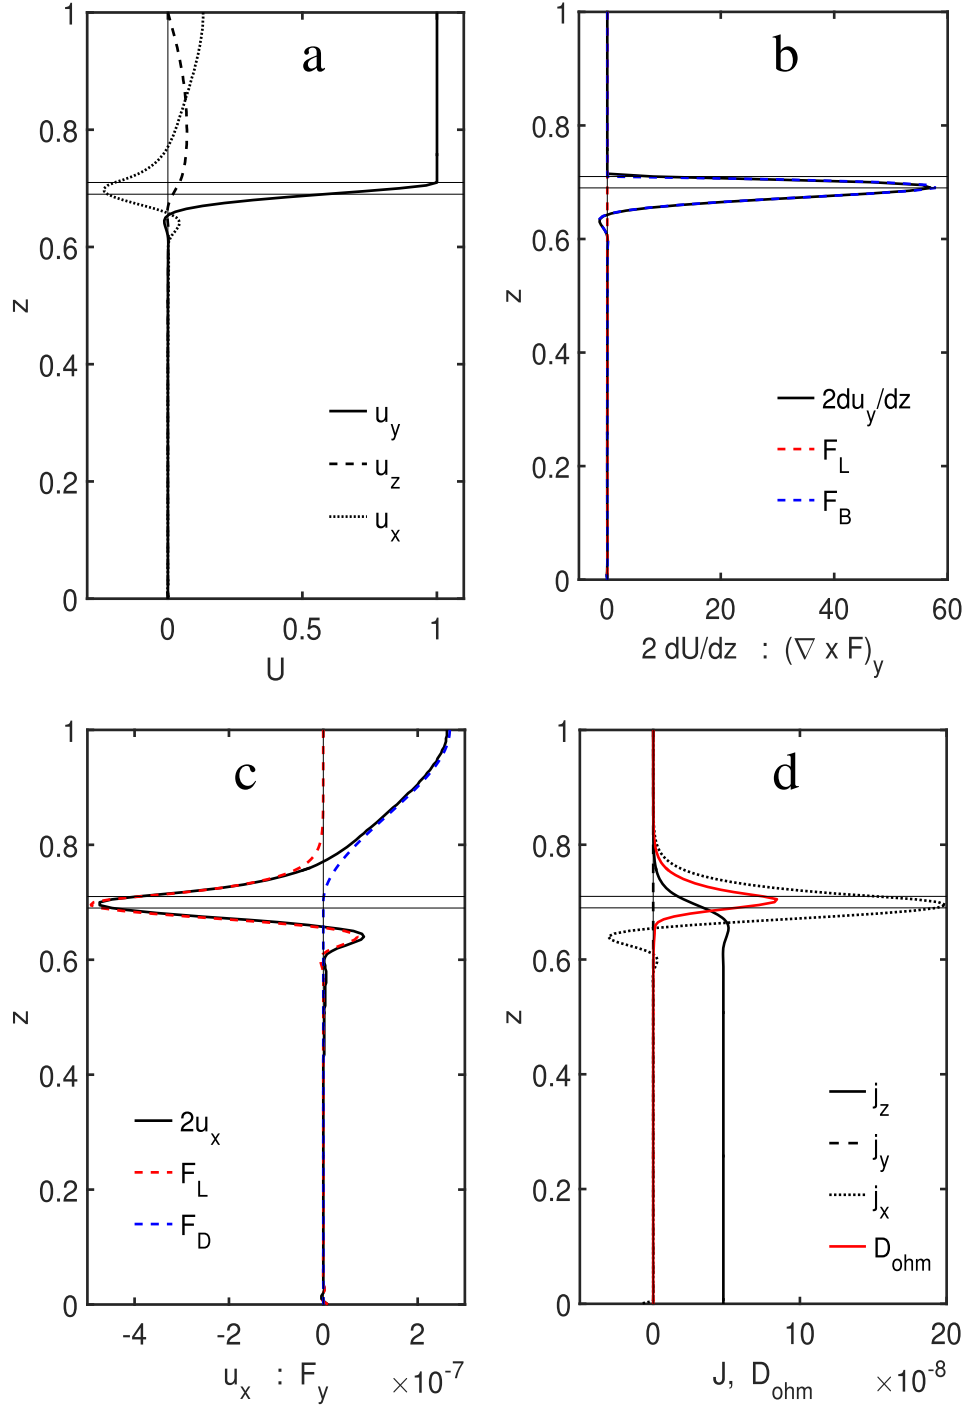 a
1
0.8
0.6
0.4
0.2
0
z
u_y
u_z
u_x
0
0.5
1
U
b
1
0.8
0.6
0.4
0.2
0
z
2du_y/dz
F_L
F_B
0
20
40
60
2 dU/dz : (∇ x F)_y
c
1
0.8
0.6
0.4
0.2
0
z
2u_x
F_L
F_D
-4
-2
0
2
×10^-7
u_x : F_y
d
1
0.8
0.6
0.4
0.2
0
z
j_z
j_y
j_x
D_ohm
0
10
20
×10^-8
J, D_ohm